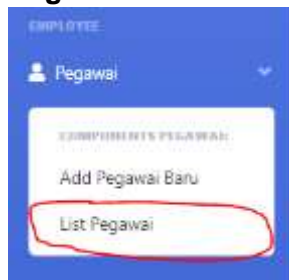 EMPLOYEE
Pegawai
COMPONENTS PEGAWAI:
Add Pegawai Baru
List Pegawai